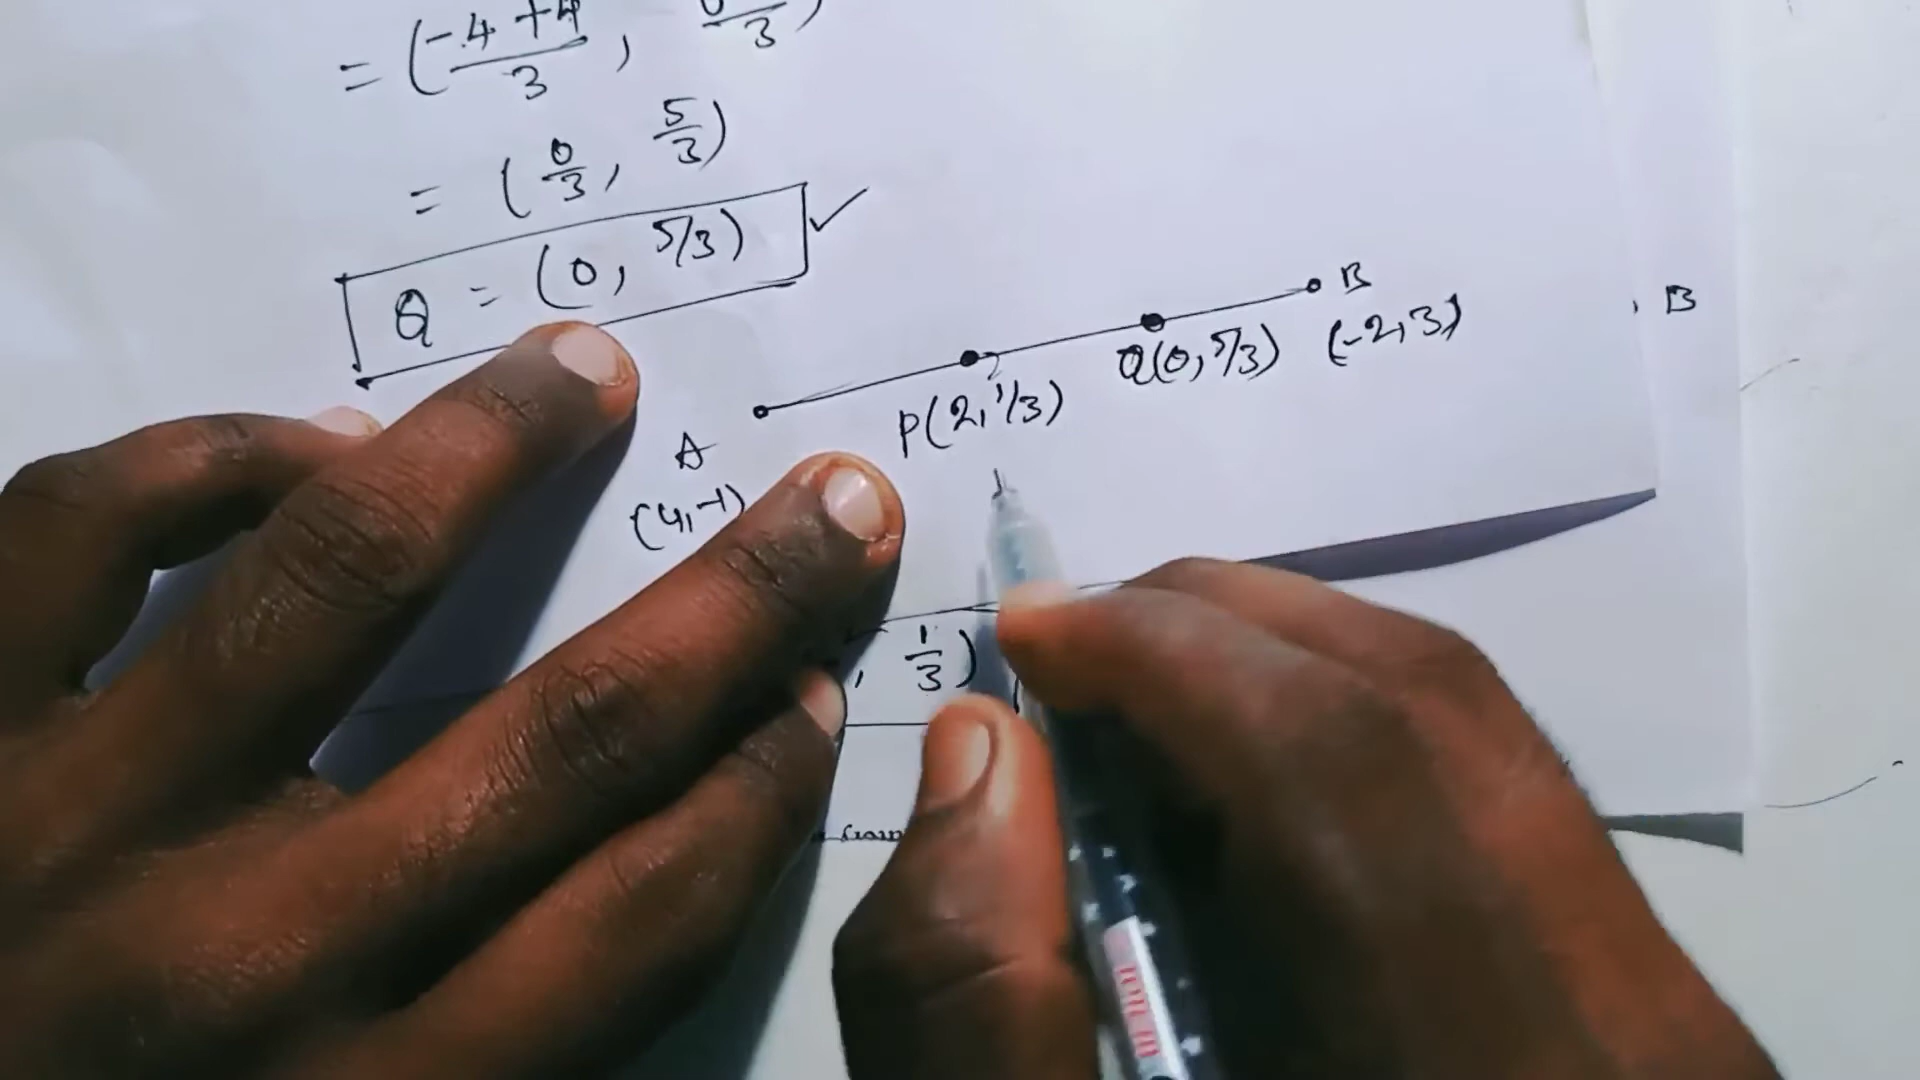 = (-4+4/3, /3)
= (0/3, 5/3)
Q = (0, 5/3) ✓
B
(-2,3)
Q(0, 5/3)
P(2, 1/3)
A
(4,-1)
B
, 1/3)